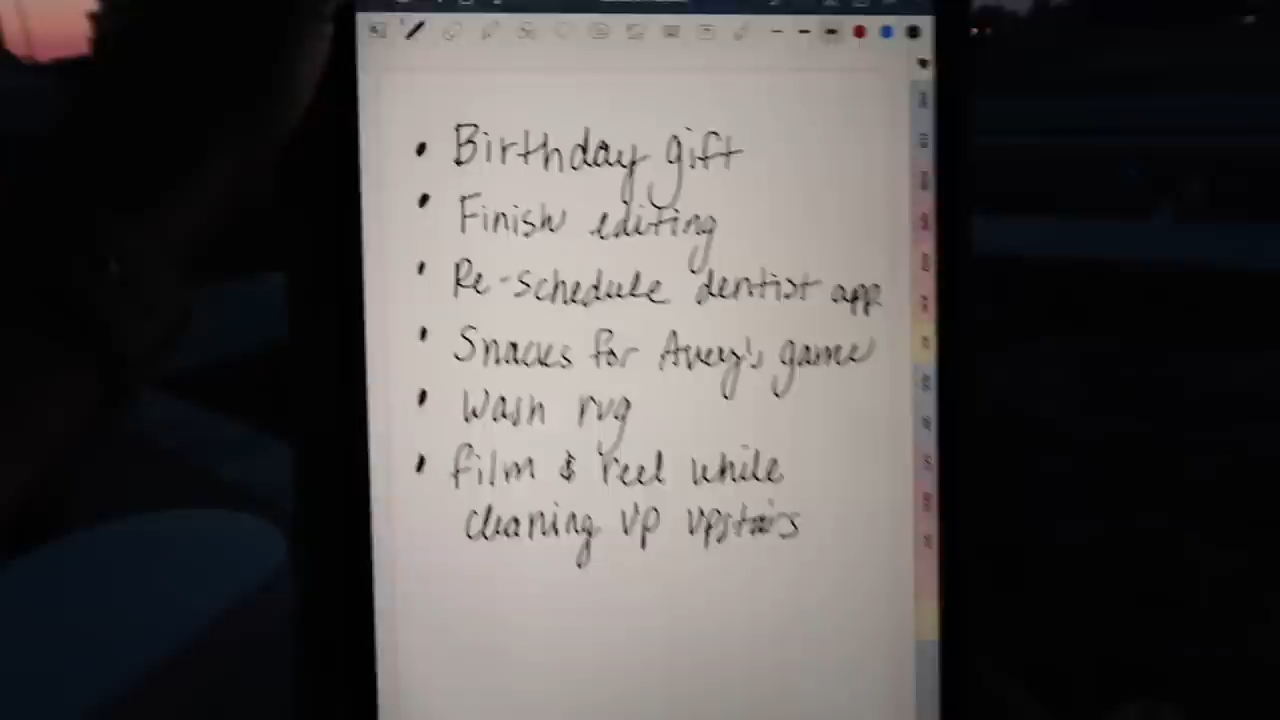 • Birthday gift
• Finish editing
• Re-schedule dentist app
• Snacks for Avery's game
• Wash rug
• film & reel while
cleaning up upstairs